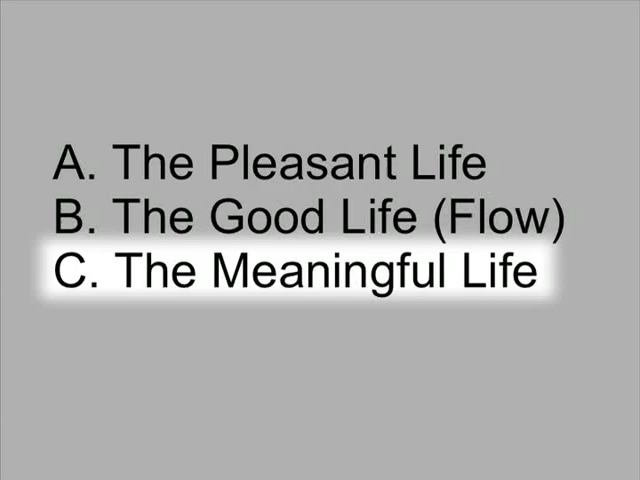 A. The Pleasant Life
B. The Good Life (Flow)
C. The Meaningful Life